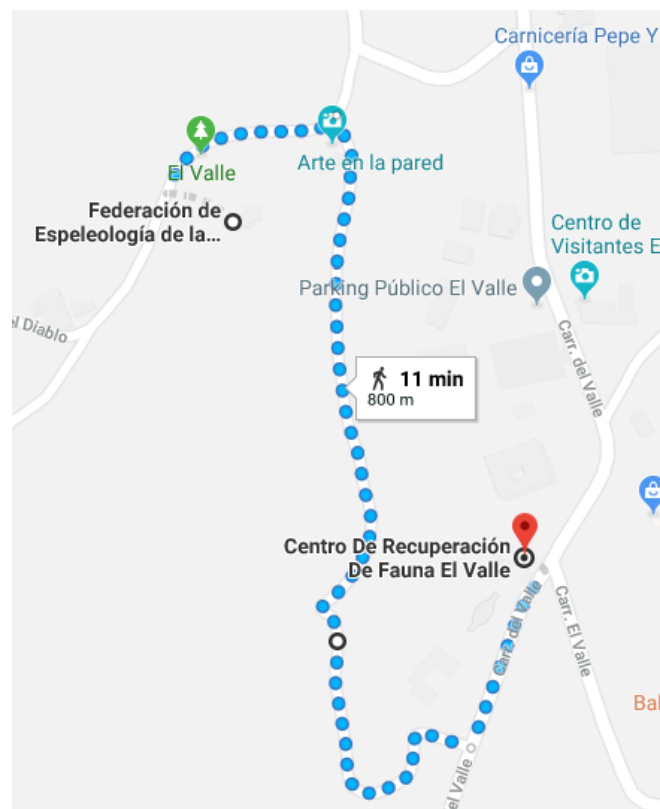 Carnicería Pepe Y
El Valle
Arte en la pared
Federación de
Espeleología de la...
Centro de
Visitantes E
Parking Público El Valle
el Diablo
Carr. del Valle
11 min
800 m
Centro De Recuperación
De Fauna El Valle
Carr. del Valle
Carr. El Valle
Bal
el Valle